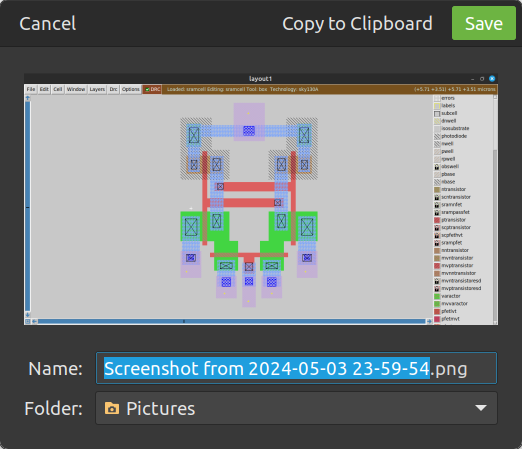 Cancel
Copy to Clipboard
Save
layout1
File Edit Cell Window Layers Drc Options DRC Loaded: sramcell Editing: sramcell Tool: box Technology: sky130A (+5.71 +3.51) +5.71 +3.51 microns
errors
labels
subcell
dnwell
isosubstrate
photodiode
nwell
pwell
rpwell
obswell
pbase
nbase
ntransistor
scntransistor
sramnfet
srampassfet
ptransistor
scptransistor
scpfethvt
srampfet
nntransistor
mvntransistor
mvptransistor
mvnntransistor
mvntransistoresd
mvptransistoresd
varactor
mvvaractor
pfetlvt
pfetmvt
Name:
Screenshot from 2024-05-03 23-59-54.png
Folder:
Pictures